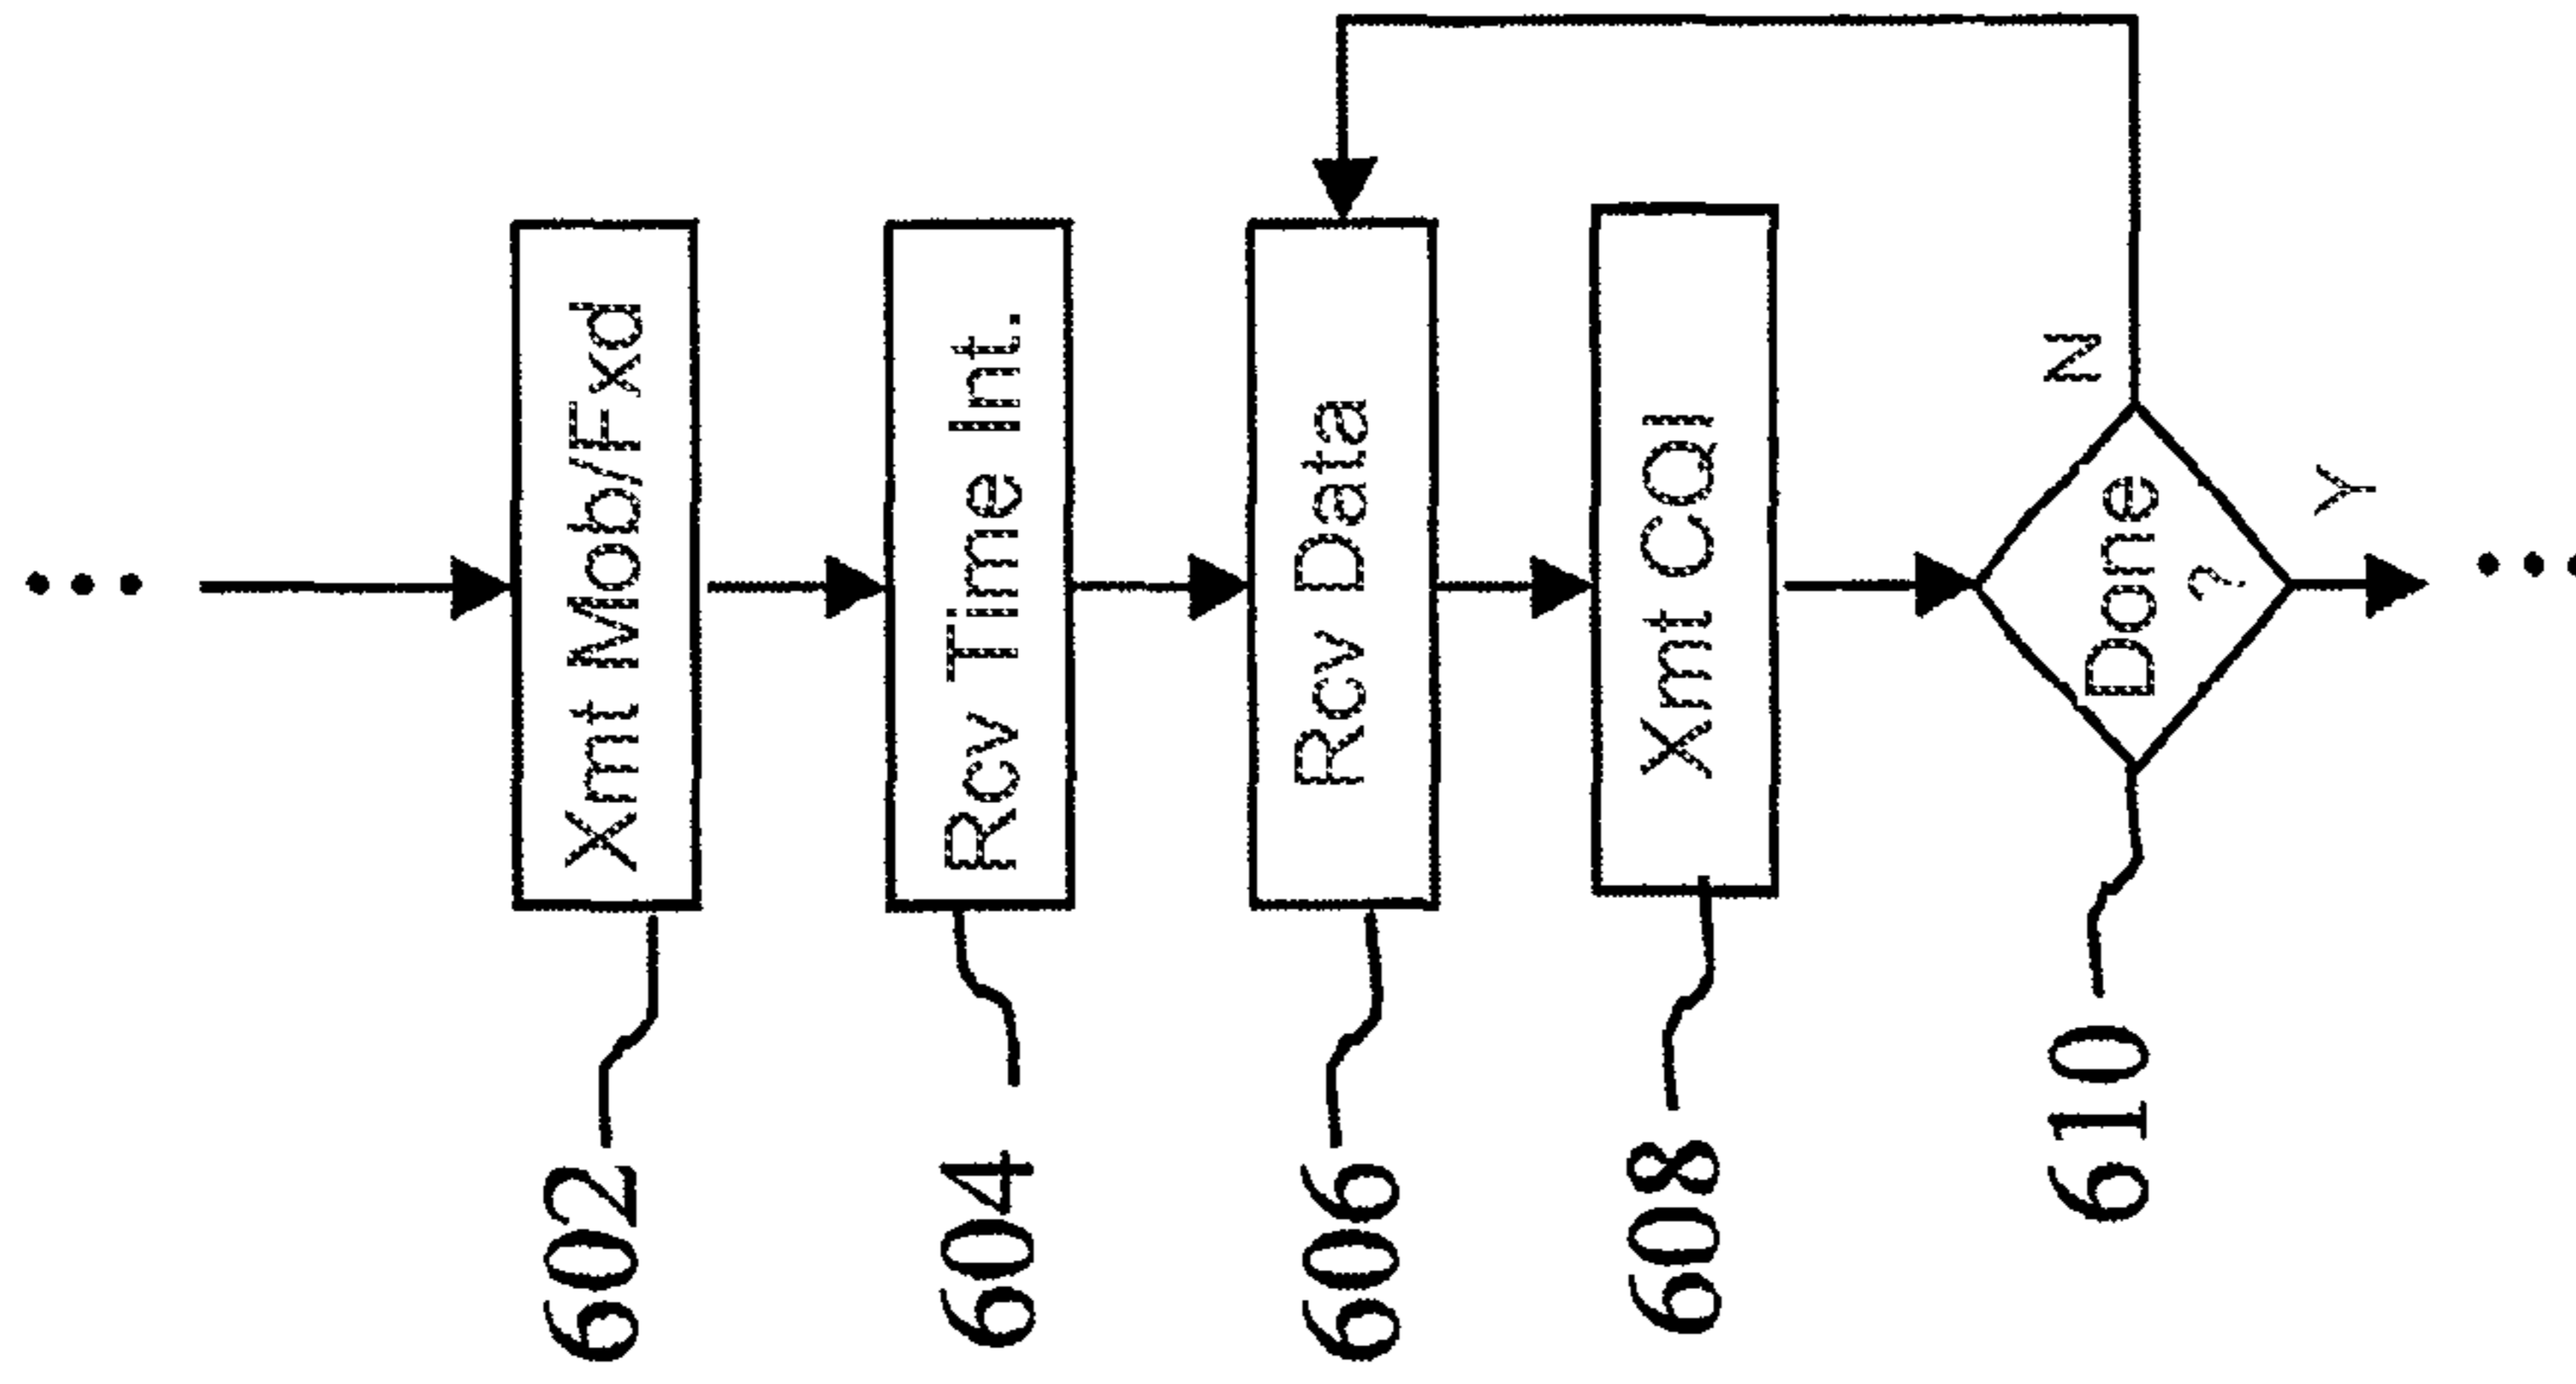 602
Xmt Mob/Fxd
604
Rcv Time Int.
606
Rcv Data
608
Xmt CQI
610
Done
?
N
Y